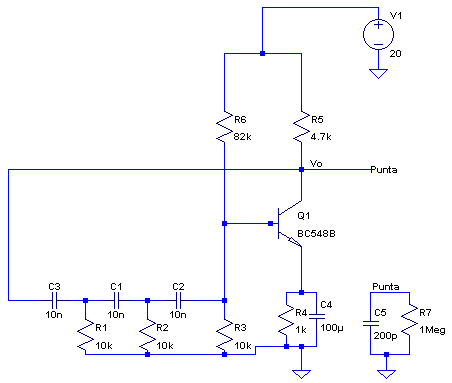 V1
20
R6
82k
R5
4.7k
Vo
Punta
Q1
BC548B
C3
10n
C1
10n
C2
10n
R1
10k
R2
10k
R3
10k
R4
1k
C4
100µ
Punta
C5
200p
R7
1Meg